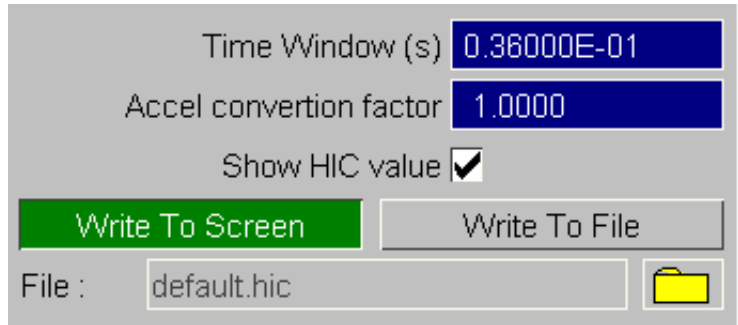 Time Window (s) 0.36000E-01
Accel convertion factor 1.0000
Show HIC value
Write To Screen Write To File
File : default.hic